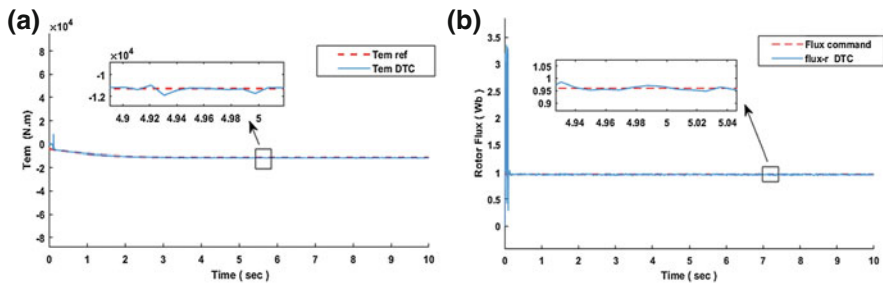 (a)
×10⁴
8
6
4
2
0
-2
-4
-6
-8
Tem (N.m)
×10⁴
-1
-1.2
4.9 4.92 4.94 4.96 4.98 5
Tem ref
Tem DTC
0 1 2 3 4 5 6 7 8 9 10
Time ( sec )
(b)
3.5
3
2.5
2
1.5
1
0.5
0
Rotor Flux ( Wb )
1.05
1
0.95
0.9
4.94 4.96 4.98 5 5.02 5.04
Flux command
flux-r DTC
0 1 2 3 4 5 6 7 8 9 10
Time ( sec )